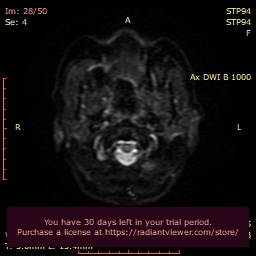 Im: 28/50
Se: 4
A
STP94
STP94
F
Ax DWI B 1000
R
L
You have 30 days left in your trial period.
Purchase a license at https://radiantviewer.com/store/